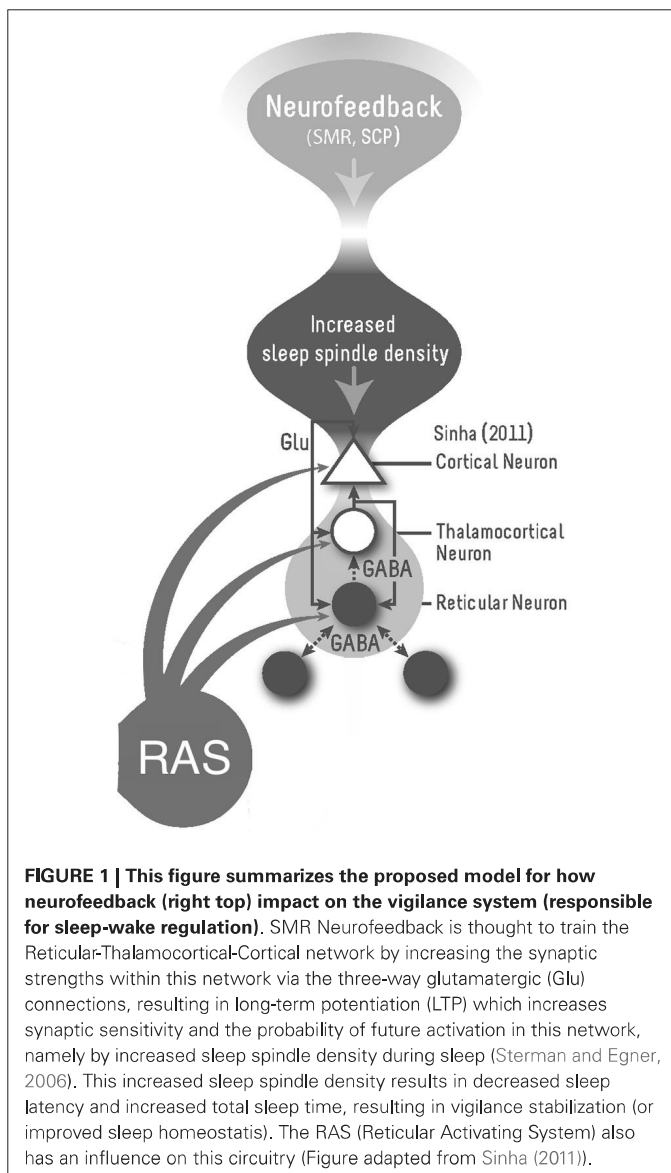 Neurofeedback
(SMR, SCP)
Increased
sleep spindle density
Glu
Sinha (2011)
Cortical Neuron
Thalamocortical
Neuron
GABA
Reticular Neuron
GABA
RAS
FIGURE 1 | This figure summarizes the proposed model for how
neurofeedback (right top) impact on the vigilance system (responsible
for sleep-wake regulation). SMR Neurofeedback is thought to train the
Reticular-Thalamocortical-Cortical network by increasing the synaptic
strengths within this network via the three-way glutamatergic (Glu)
connections, resulting in long-term potentiation (LTP) which increases
synaptic sensitivity and the probability of future activation in this network,
namely by increased sleep spindle density during sleep (Sterman and Egner,
2006). This increased sleep spindle density results in decreased sleep
latency and increased total sleep time, resulting in vigilance stabilization (or
improved sleep homeostatis). The RAS (Reticular Activating System) also
has an influence on this circuitry (Figure adapted from Sinha (2011)).